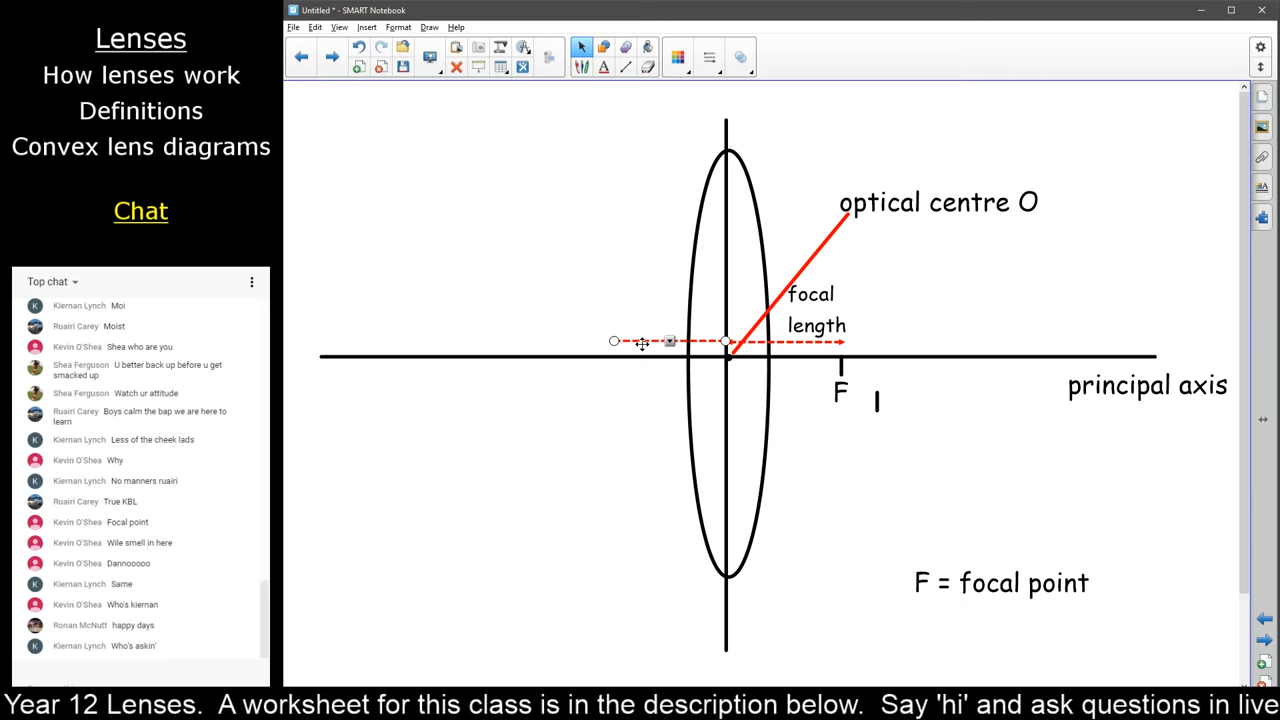 Lenses
How lenses work
Definitions
Convex lens diagrams
Chat
Top chat
K Kiernan Lynch Moi
Ruairi Carey Moist
K Kiernan Lynch Shea who are you
Shea Ferguson U better back up before u get
smacked up
Shea Ferguson Watch ur attitude
Ruairi Carey Boys calm the bap we are here to
learn
K Kiernan Lynch Less of the cheek lads
Kevin O'Shea Why
K Kiernan Lynch No manners ruairi
Ruairi Carey True KBL
Kevin O'Shea Focal point
Kevin O'Shea Wile smell in here
Kevin O'Shea Dannooooo
K Kiernan Lynch Same
Kevin O'Shea Who's kiernan
Ronan McNutt happy days
K Kiernan Lynch Who's askin'
Untitled * - SMART Notebook
File Edit View Insert Format Draw Help
optical centre O
focal
length
F
principal axis
F = focal point
Year 12 Lenses. A worksheet for this class is in the description below. Say 'hi' and ask questions in live